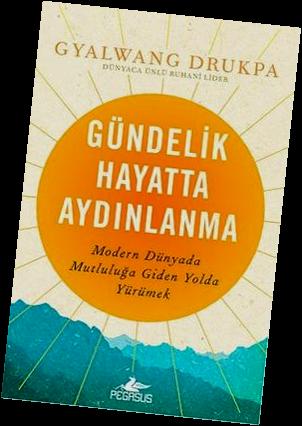 GYALWANG DRUKPA
DÜNYACA ÜNLÜ RUHANİ LİDER
GÜNDELİK
HAYATTA
AYDINLANMA
Modern Dünyada
Mutluluğa Giden Yolda
Yürümek
PEGASUS